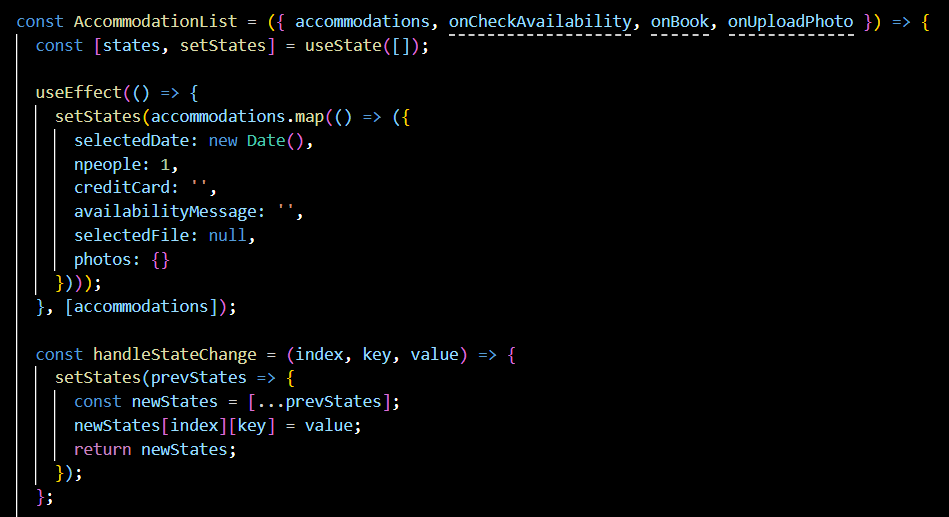 const AccommodationList = ({ accommodations, onCheckAvailability, onBook, onUploadPhoto }) => {
  const [states, setStates] = useState([]);

  useEffect(() => {
    setStates(accommodations.map(() => ({
      selectedDate: new Date(),
      npeople: 1,
      creditCard: '',
      availabilityMessage: '',
      selectedFile: null,
      photos: {}
    })));
  }, [accommodations]);

  const handleStateChange = (index, key, value) => {
    setStates(prevStates => {
      const newStates = [...prevStates];
      newStates[index][key] = value;
      return newStates;
    });
  };